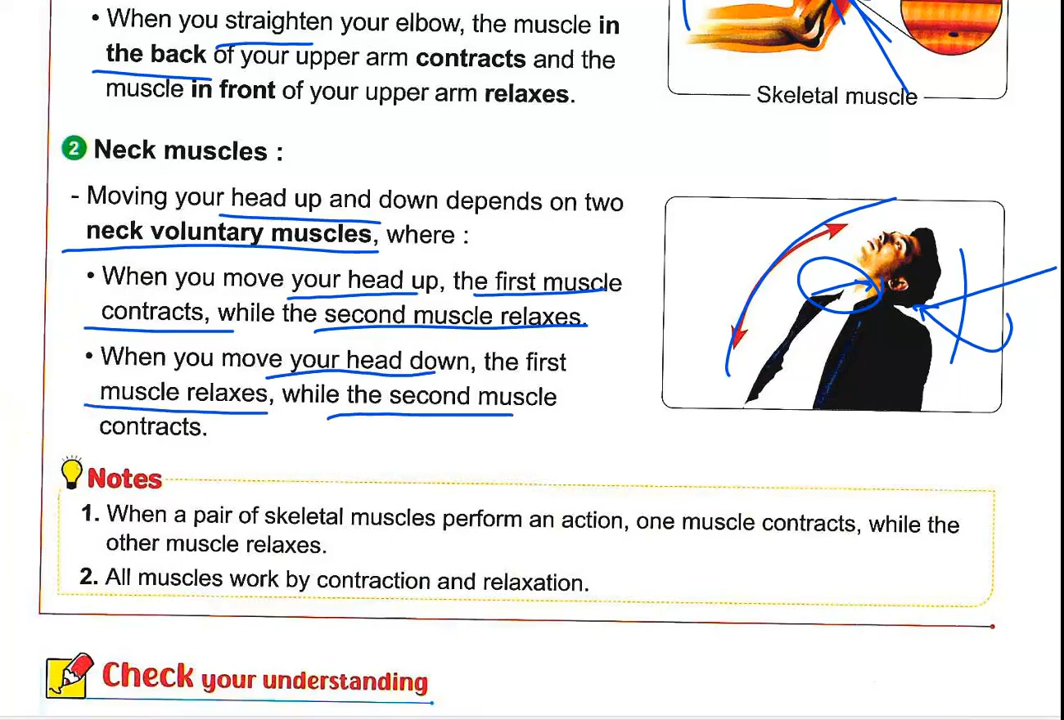 • When you straighten your elbow, the muscle in
the back of your upper arm contracts and the
muscle in front of your upper arm relaxes.
Skeletal muscle
2 Neck muscles :
- Moving your head up and down depends on two
neck voluntary muscles, where :
• When you move your head up, the first muscle
contracts, while the second muscle relaxes.
• When you move your head down, the first
muscle relaxes, while the second muscle
contracts.
Notes
1. When a pair of skeletal muscles perform an action, one muscle contracts, while the
other muscle relaxes.
2. All muscles work by contraction and relaxation.
Check your understanding